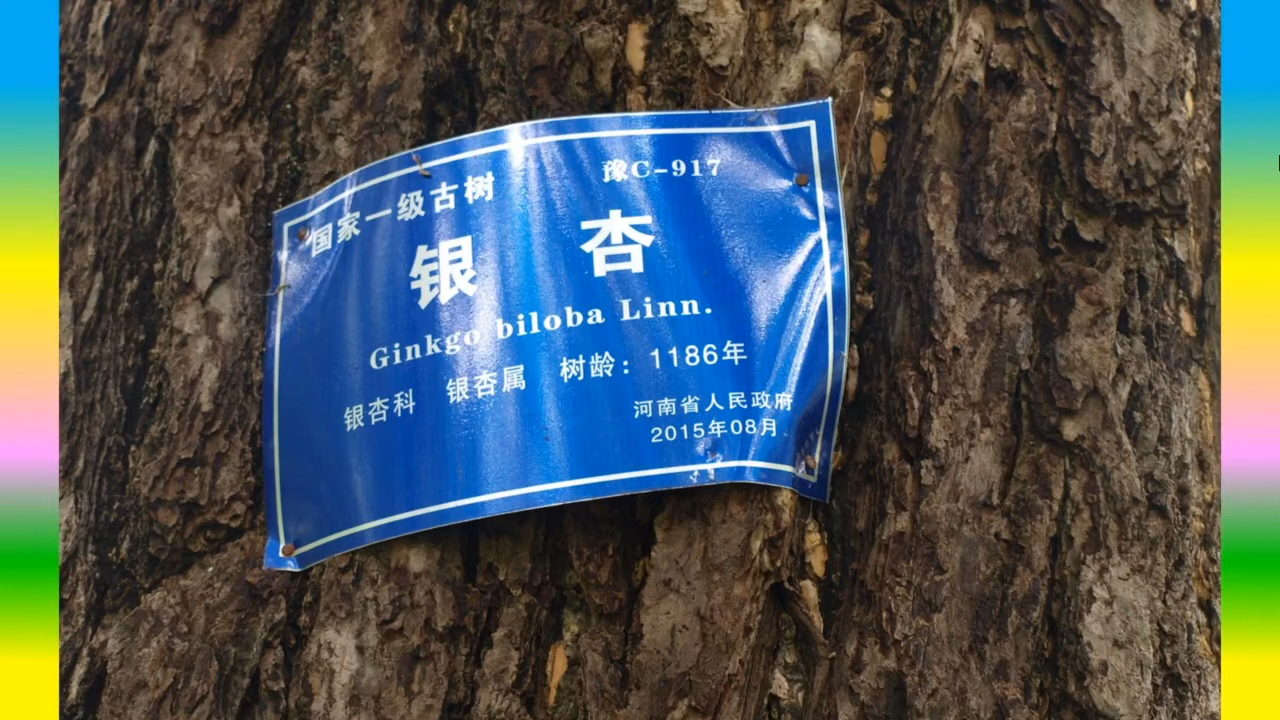 国家一级古树 豫C-917
银 杏
Ginkgo biloba Linn.
银杏科 银杏属 树龄：1186年
河南省人民政府
2015年08月